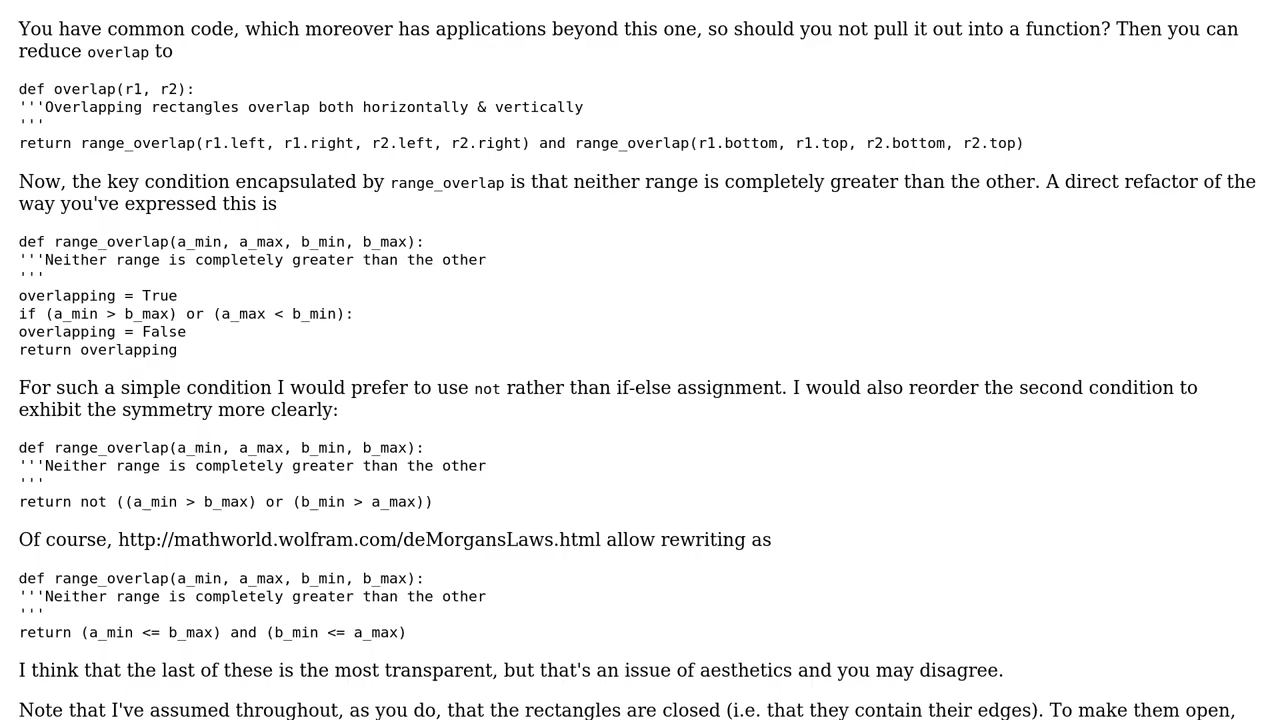 You have common code, which moreover has applications beyond this one, so should you not pull it out into a function? Then you can
reduce overlap to
def overlap(r1, r2):
'''Overlapping rectangles overlap both horizontally & vertically
'''
return range_overlap(r1.left, r1.right, r2.left, r2.right) and range_overlap(r1.bottom, r1.top, r2.bottom, r2.top)
Now, the key condition encapsulated by range_overlap is that neither range is completely greater than the other. A direct refactor of the
way you've expressed this is
def range_overlap(a_min, a_max, b_min, b_max):
'''Neither range is completely greater than the other
'''
overlapping = True
if (a_min > b_max) or (a_max < b_min):
overlapping = False
return overlapping
For such a simple condition I would prefer to use not rather than if-else assignment. I would also reorder the second condition to
exhibit the symmetry more clearly:
def range_overlap(a_min, a_max, b_min, b_max):
'''Neither range is completely greater than the other
'''
return not ((a_min > b_max) or (b_min > a_max))
Of course, http://mathworld.wolfram.com/deMorgansLaws.html allow rewriting as
def range_overlap(a_min, a_max, b_min, b_max):
'''Neither range is completely greater than the other
'''
return (a_min <= b_max) and (b_min <= a_max)
I think that the last of these is the most transparent, but that's an issue of aesthetics and you may disagree.
Note that I've assumed throughout, as you do, that the rectangles are closed (i.e. that they contain their edges). To make them open,